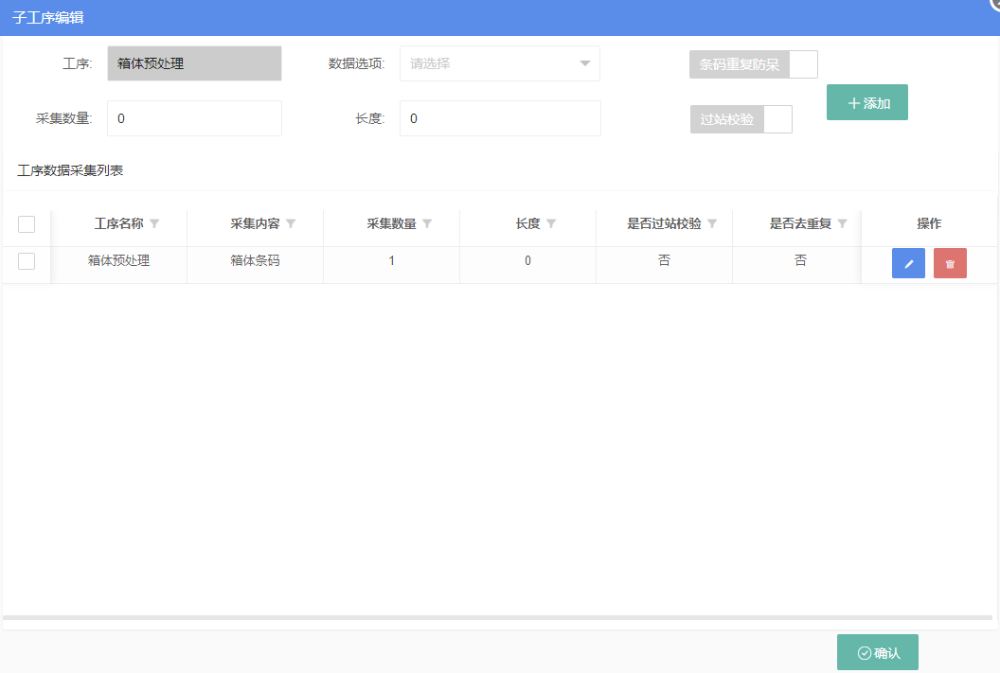 子工序编辑
工序: 箱体预处理 数据选项: 请选择 条码重复防呆
添加
采集数量: 0 长度: 0 过站校验
工序数据采集列表
工序名称 采集内容 采集数量 长度 是否过站校验 是否去重复 操作
箱体预处理 箱体条码 1 0 否 否
确认